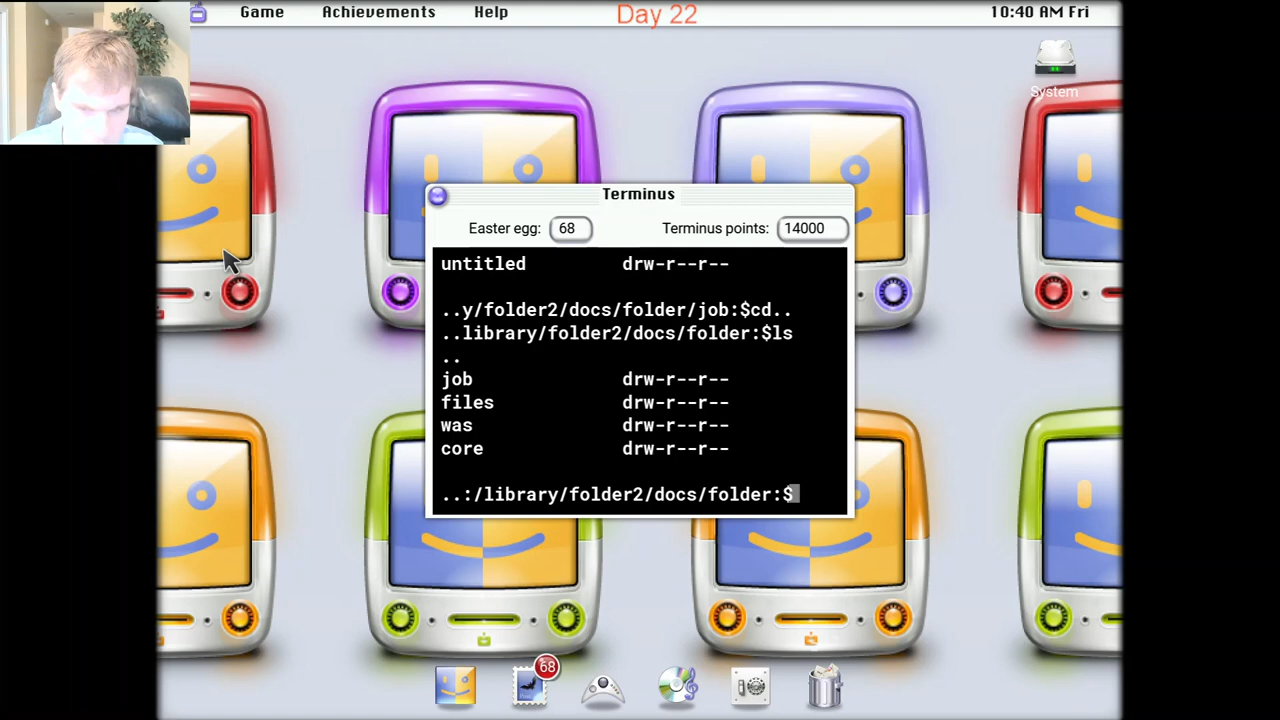 Game Achievements Help Day 22 10:40 AM Fri
System
Terminus
Easter egg: 68 Terminus points: 14000
untitled drw-r--r--
..y/folder2/docs/folder/job:$cd..
..library/folder2/docs/folder:$ls
..
job drw-r--r--
files drw-r--r--
was drw-r--r--
core drw-r--r--
..:/library/folder2/docs/folder:$
68